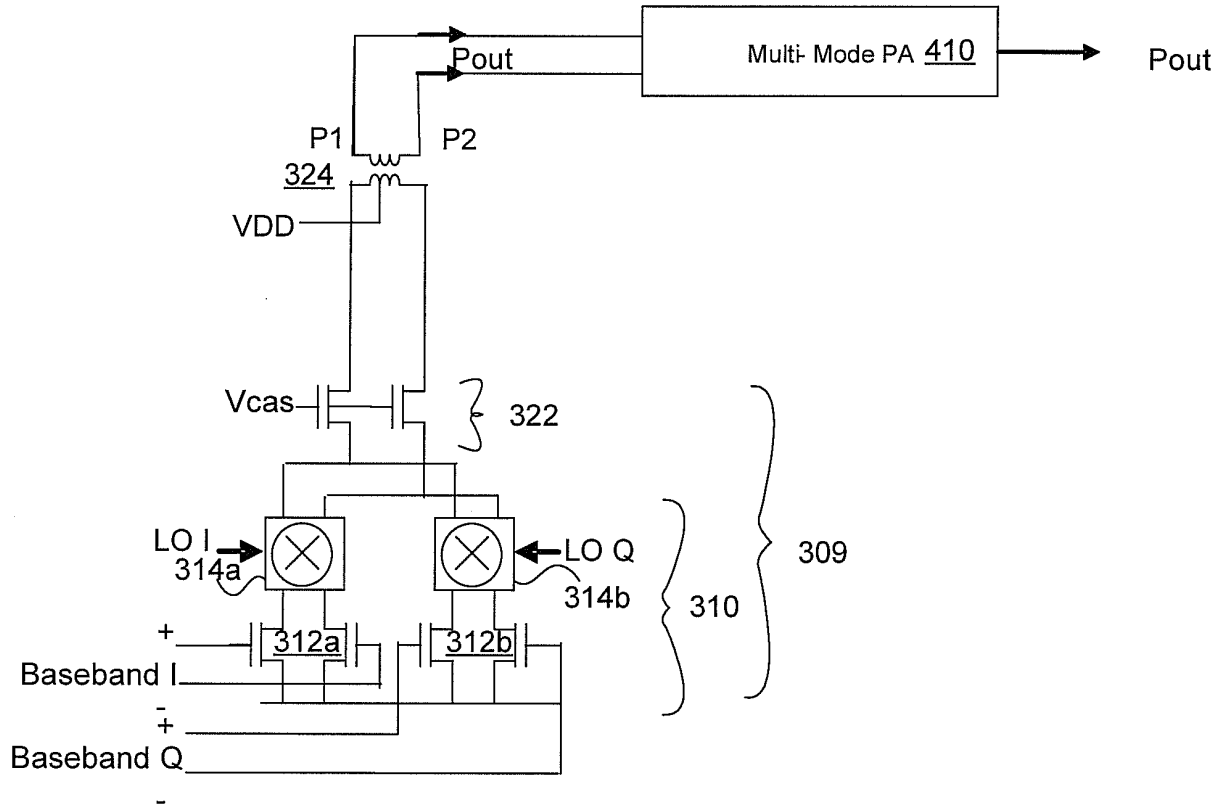 Multi- Mode PA 410
Pout
Pout
P1
P2
324
VDD
Vcas
322
LO I
LO Q
309
314a
314b
310
+
312a
312b
Baseband I
-
+
Baseband Q
-